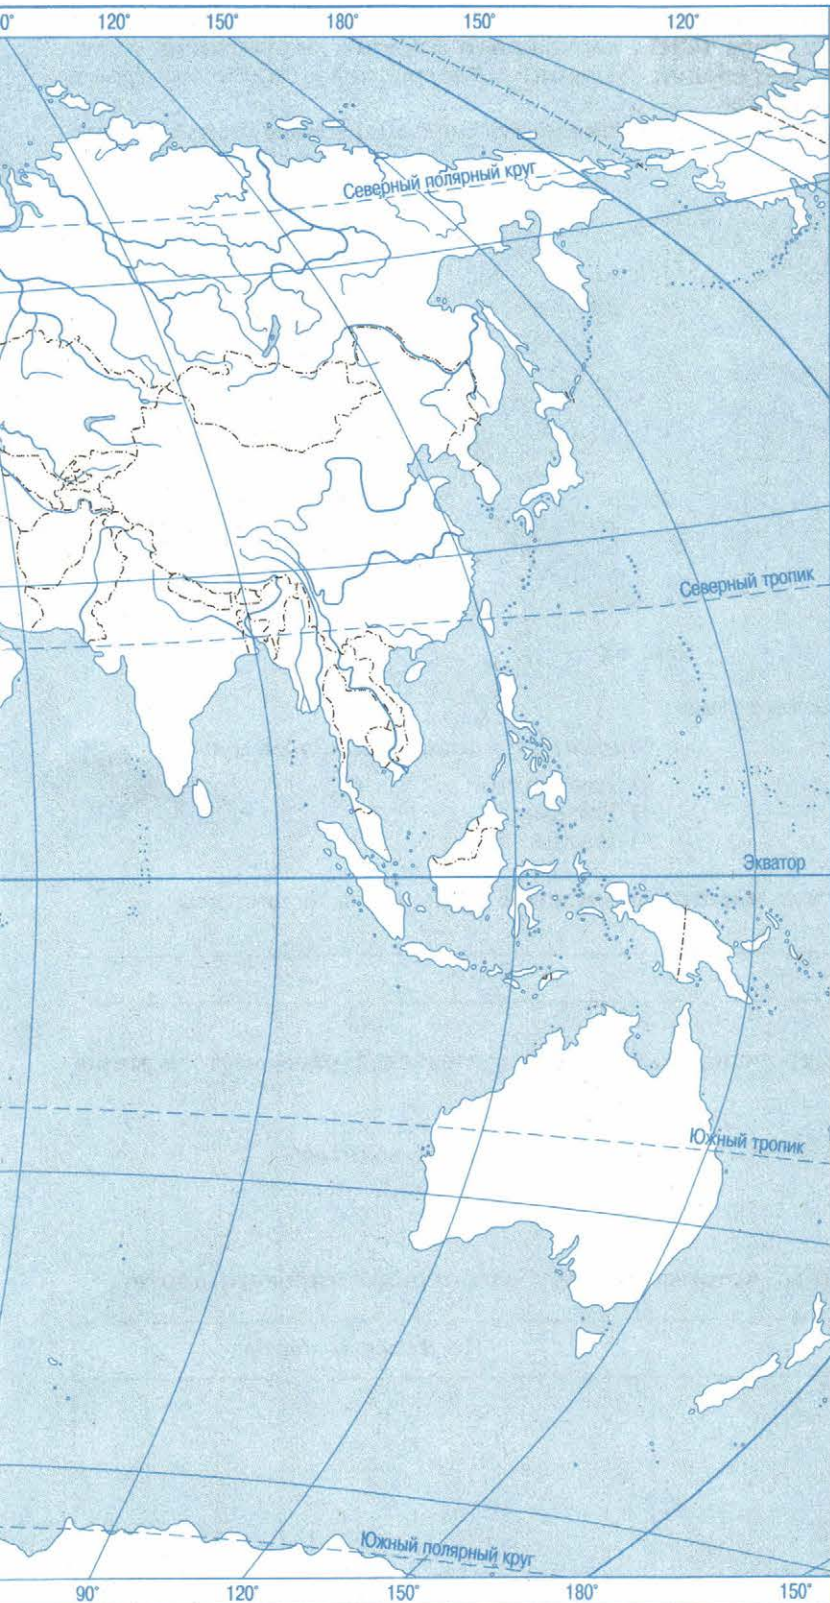 0° 120° 150° 180° 150° 120°
Северный полярный круг
Северный тропик
Экватор
Южный тропик
Южный полярный круг
90° 120° 150° 180° 150°